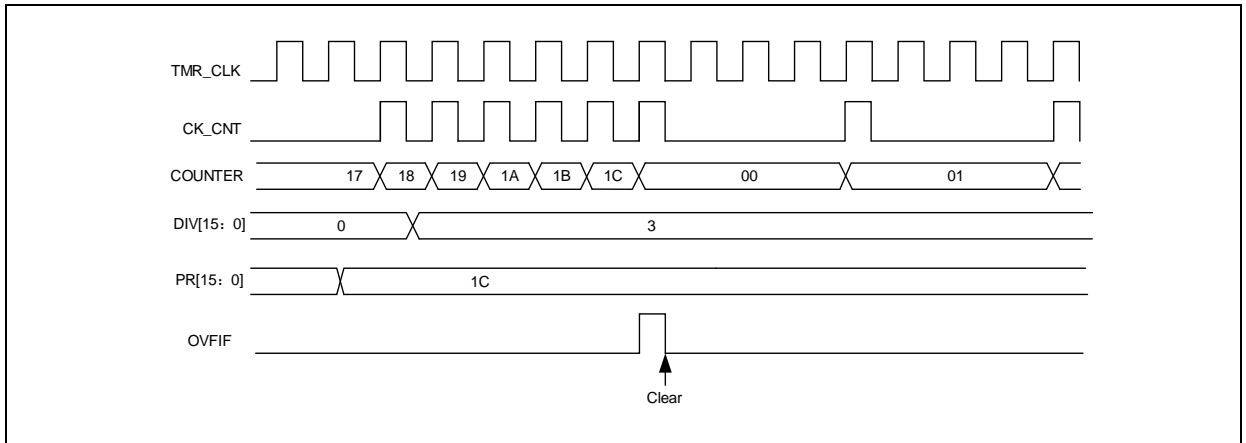 TMR_CLK
CK_CNT
COUNTER 17 18 19 1A 1B 1C 00 01
DIV[15：0] 0 3
PR[15：0] 1C
OVFIF
Clear